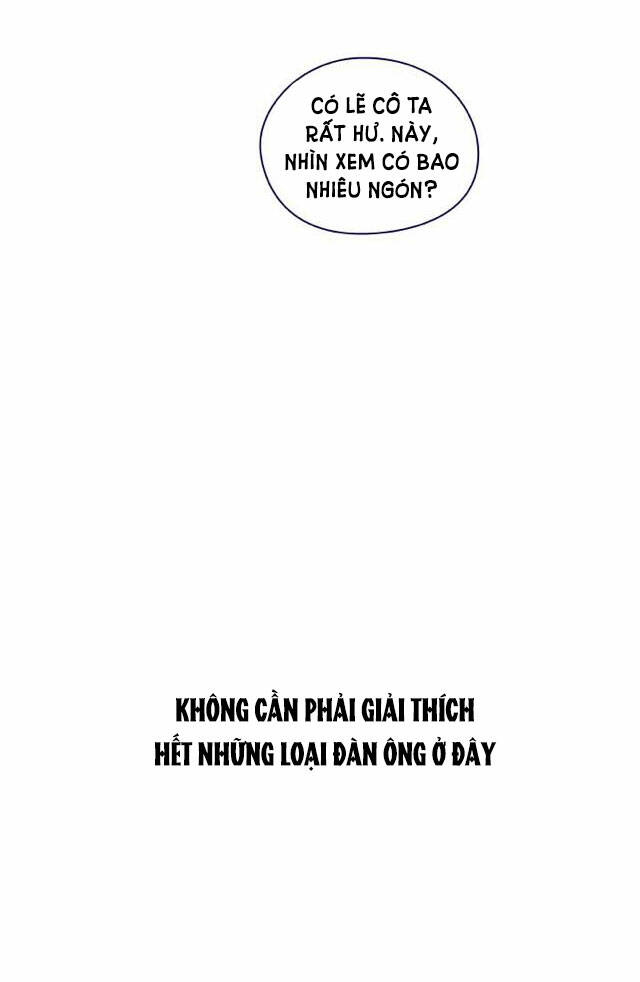 CÓ LẼ CÔ TA
RẤT HƯ. NÀY,
NHÌN XEM CÓ BAO
NHIÊU NGÓN?
KHÔNG CẦN PHẢI GIẢI THÍCH
HẾT NHỮNG LOẠI ĐÀN ÔNG Ở ĐÂY